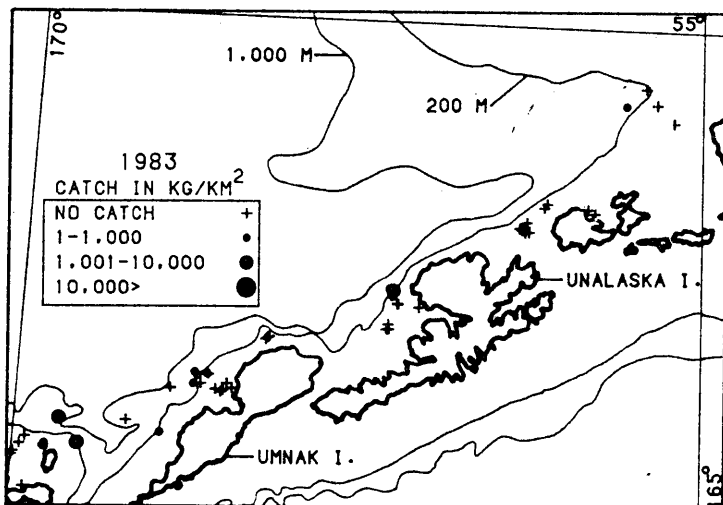 170°
55°
1.000 M
200 M
1983
CATCH IN KG/KM²
NO CATCH +
1-1.000
1.001-10.000
10.000>
UNALASKA I.
UMNAK I.
165°